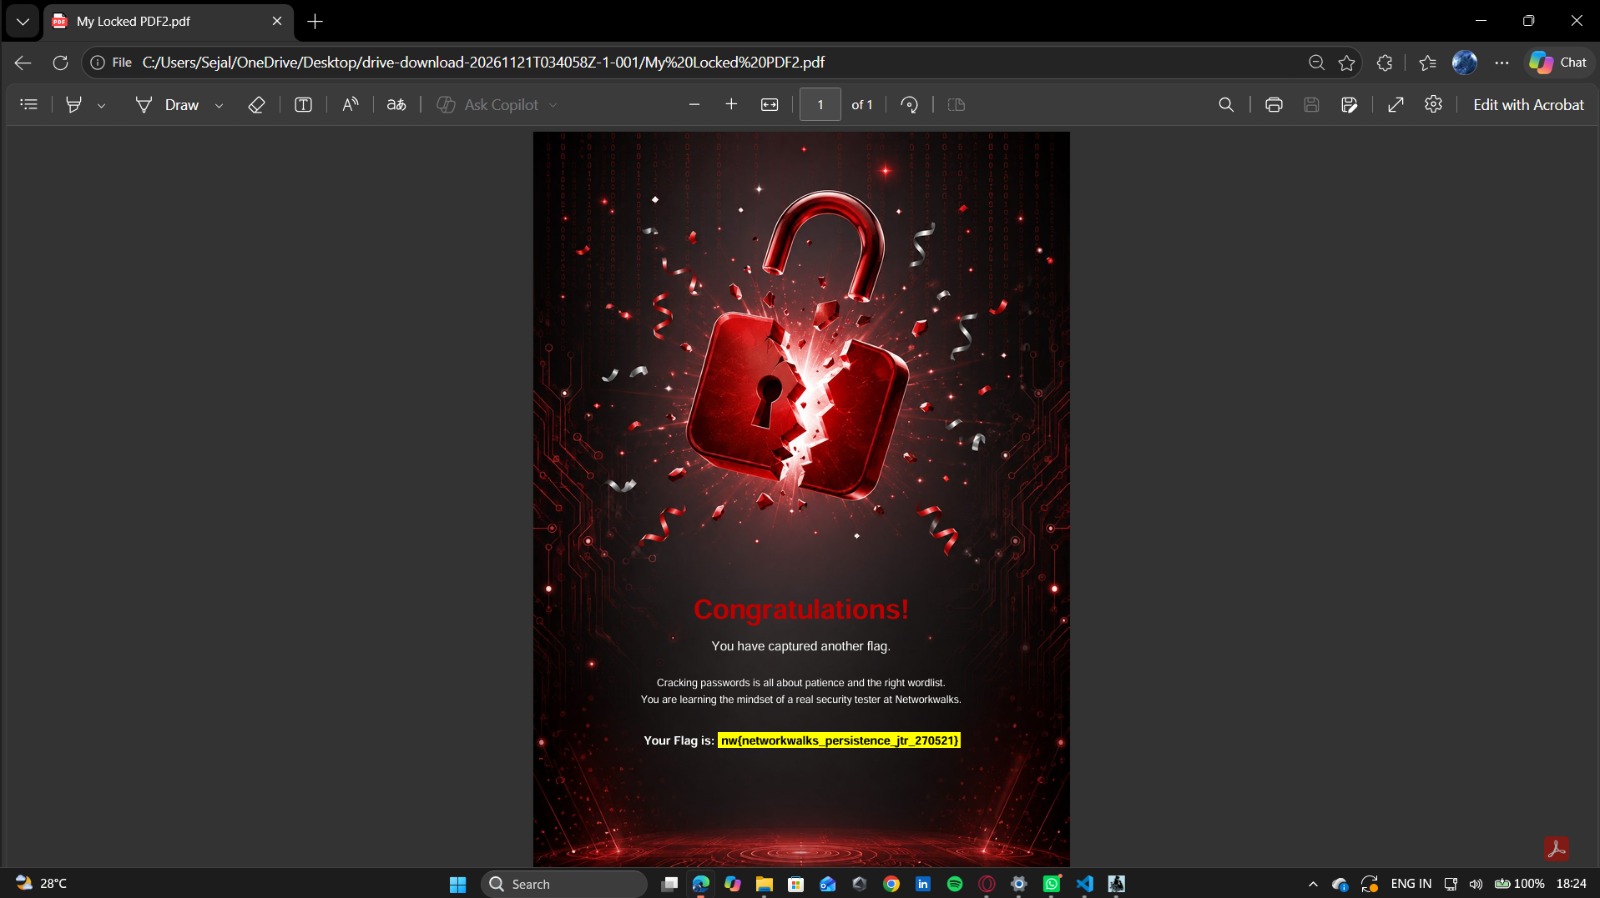 My Locked PDF2.pdf
File C:/Users/Sejal/OneDrive/Desktop/drive-download-20261121T034058Z-1-001/My%20Locked%20PDF2.pdf
Chat
Draw
Ask Copilot
1 of 1
Edit with Acrobat
Congratulations!
You have captured another flag.
Cracking passwords is all about patience and the right wordlist.
You are learning the mindset of a real security tester at Networkwalks.
Your Flag is: nw{networkwalks_persistence_jtr_270521}
28°C
Search
ENG IN
100%
18:24